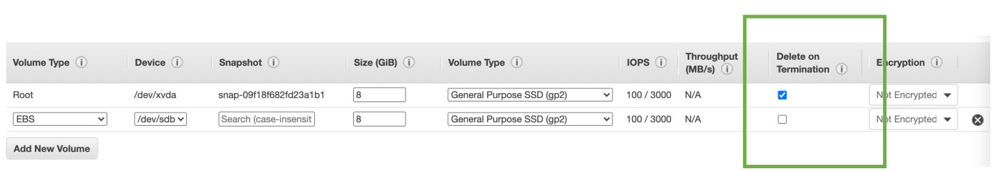 Volume Type Device Snapshot Size (GiB) Volume Type IOPS Throughput (MB/s) Delete on Termination Encryption
Root /dev/xvda snap-09f18f682fd23a1b1 8 General Purpose SSD (gp2) 100 / 3000 N/A Not Encrypted
EBS /dev/sdb Search (case-insensit 8 General Purpose SSD (gp2) 100 / 3000 N/A Not Encrypted
Add New Volume